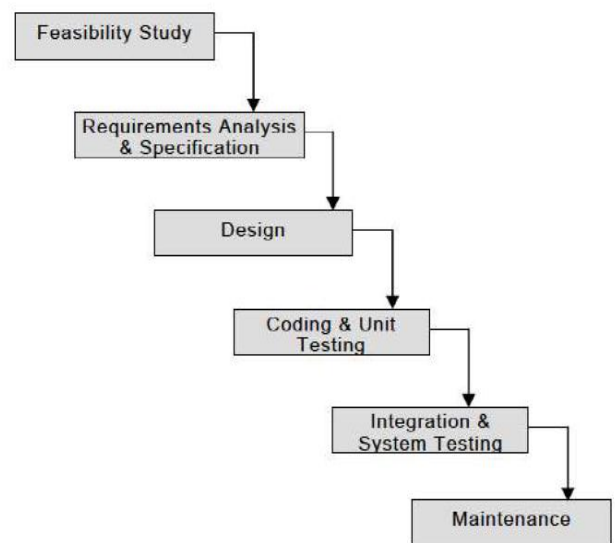 Feasibility Study
Requirements Analysis
& Specification
Design
Coding & Unit
Testing
Integration &
System Testing
Maintenance